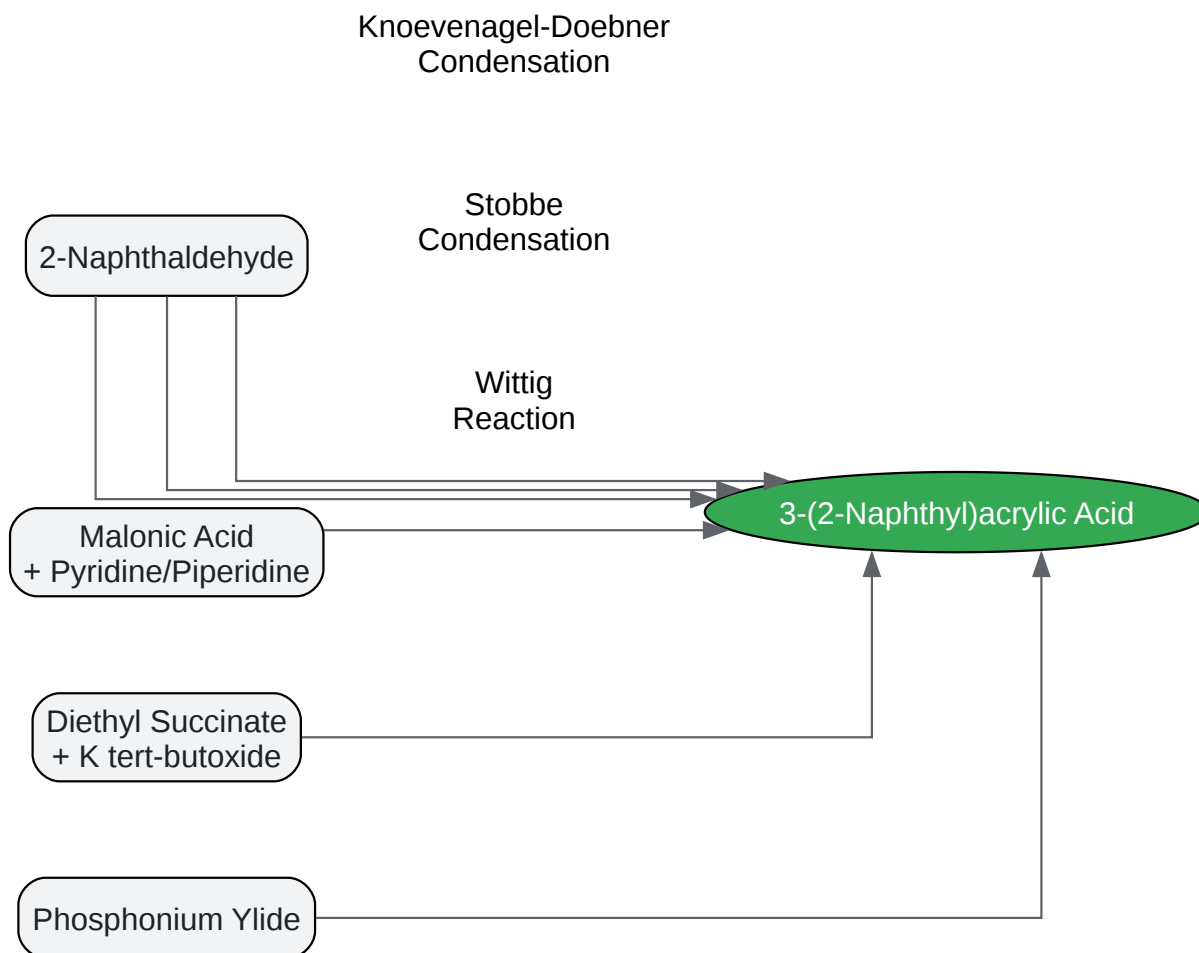 Knoevenagel-Doebner
Condensation
Stobbe
Condensation
2-Naphthaldehyde
Wittig
Reaction
3-(2-Naphthyl)acrylic Acid
Malonic Acid
+ Pyridine/Piperidine
Diethyl Succinate
+ K tert-butoxide
Phosphonium Ylide